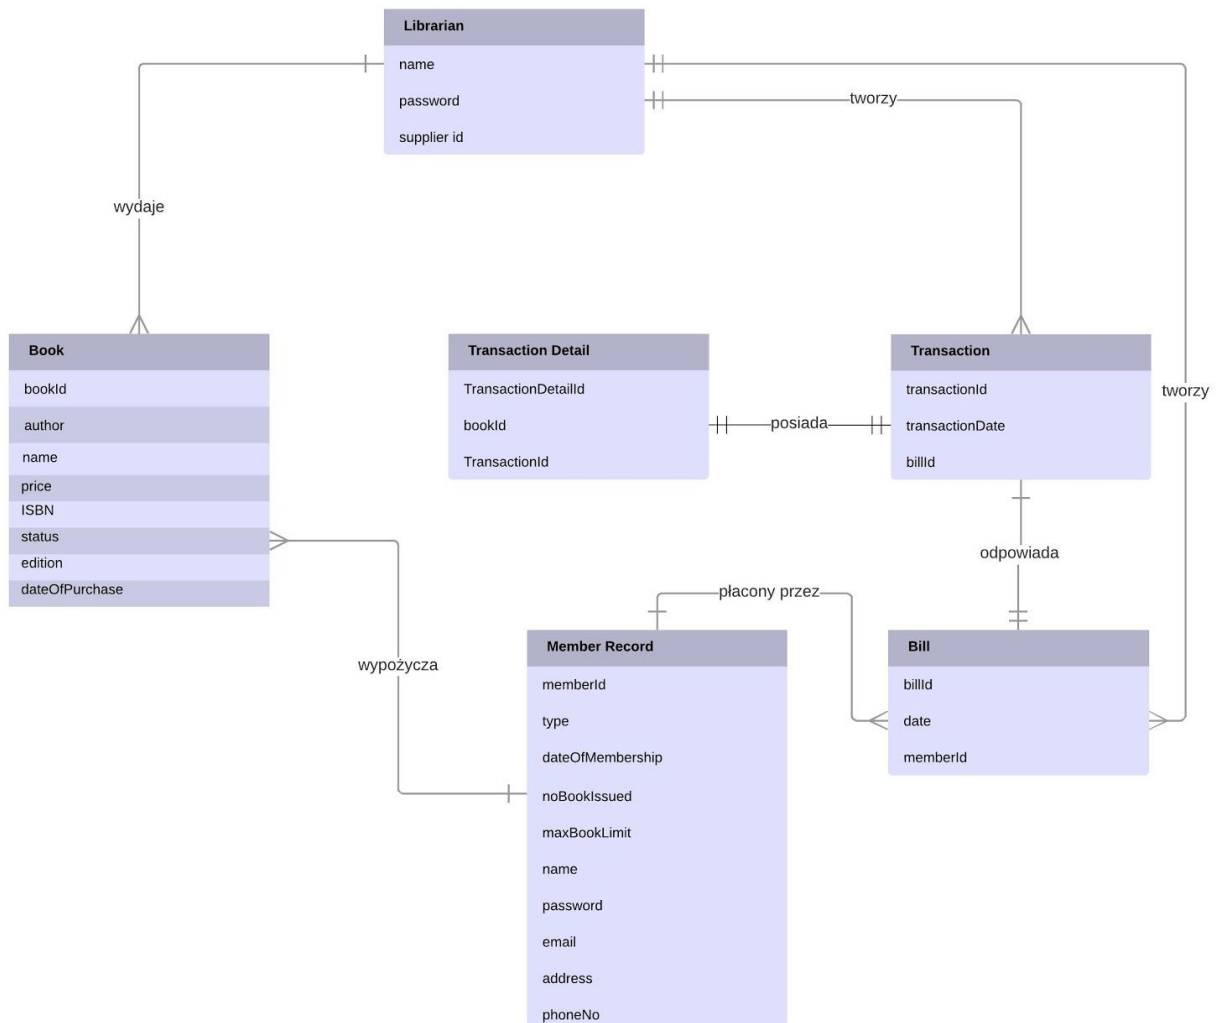 Librarian
name
password
supplier id
tworzy
wydaje
Book
bookId
author
name
price
ISBN
status
edition
dateOfPurchase
Transaction Detail
TransactionDetailId
bookId
TransactionId
posiada
Transaction
transactionId
transactionDate
billId
tworzy
odpowiada
płacony przez
wypożycza
Member Record
memberId
type
dateOfMembership
noBookIssued
maxBookLimit
name
password
email
address
phoneNo
Bill
billId
date
memberId